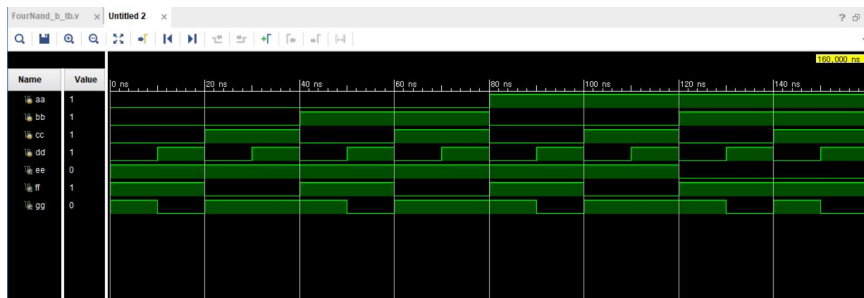 FourNand_b_tb.v × Untitled 2 × ?
160,000 ns
Name Value 0 ns 20 ns 40 ns 60 ns 80 ns 100 ns 120 ns 140 ns
aa 1
bb 1
cc 1
dd 1
ee 0
ff 1
gg 0